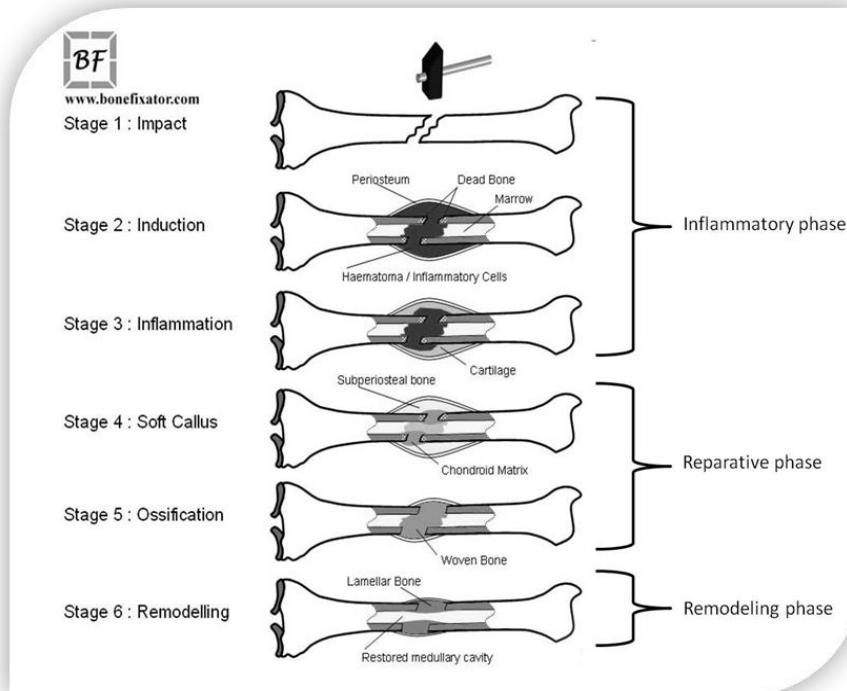 BF
www.bonefixator.com
Stage 1 : Impact
Periosteum
Dead Bone
Marrow
Stage 2 : Induction
Inflammatory phase
Haematoma / Inflammatory Cells
Stage 3 : Inflammation
Cartilage
Subperiosteal bone
Stage 4 : Soft Callus
Reparative phase
Chondroid Matrix
Stage 5 : Ossification
Woven Bone
Lamellar Bone
Stage 6 : Remodelling
Remodeling phase
Restored medullary cavity